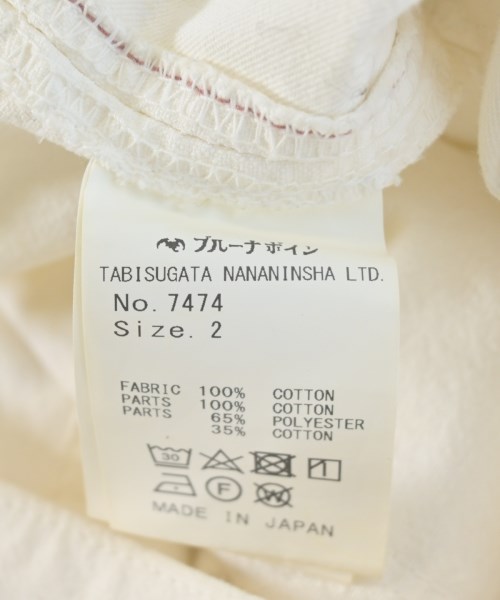 ブルーナボイン
TABISUGATA NANANINSHA LTD.
No. 7474
Size. 2
FABRIC 100% COTTON
PARTS 100% COTTON
PARTS 65% POLYESTER
35% COTTON
30
F W
MADE IN JAPAN